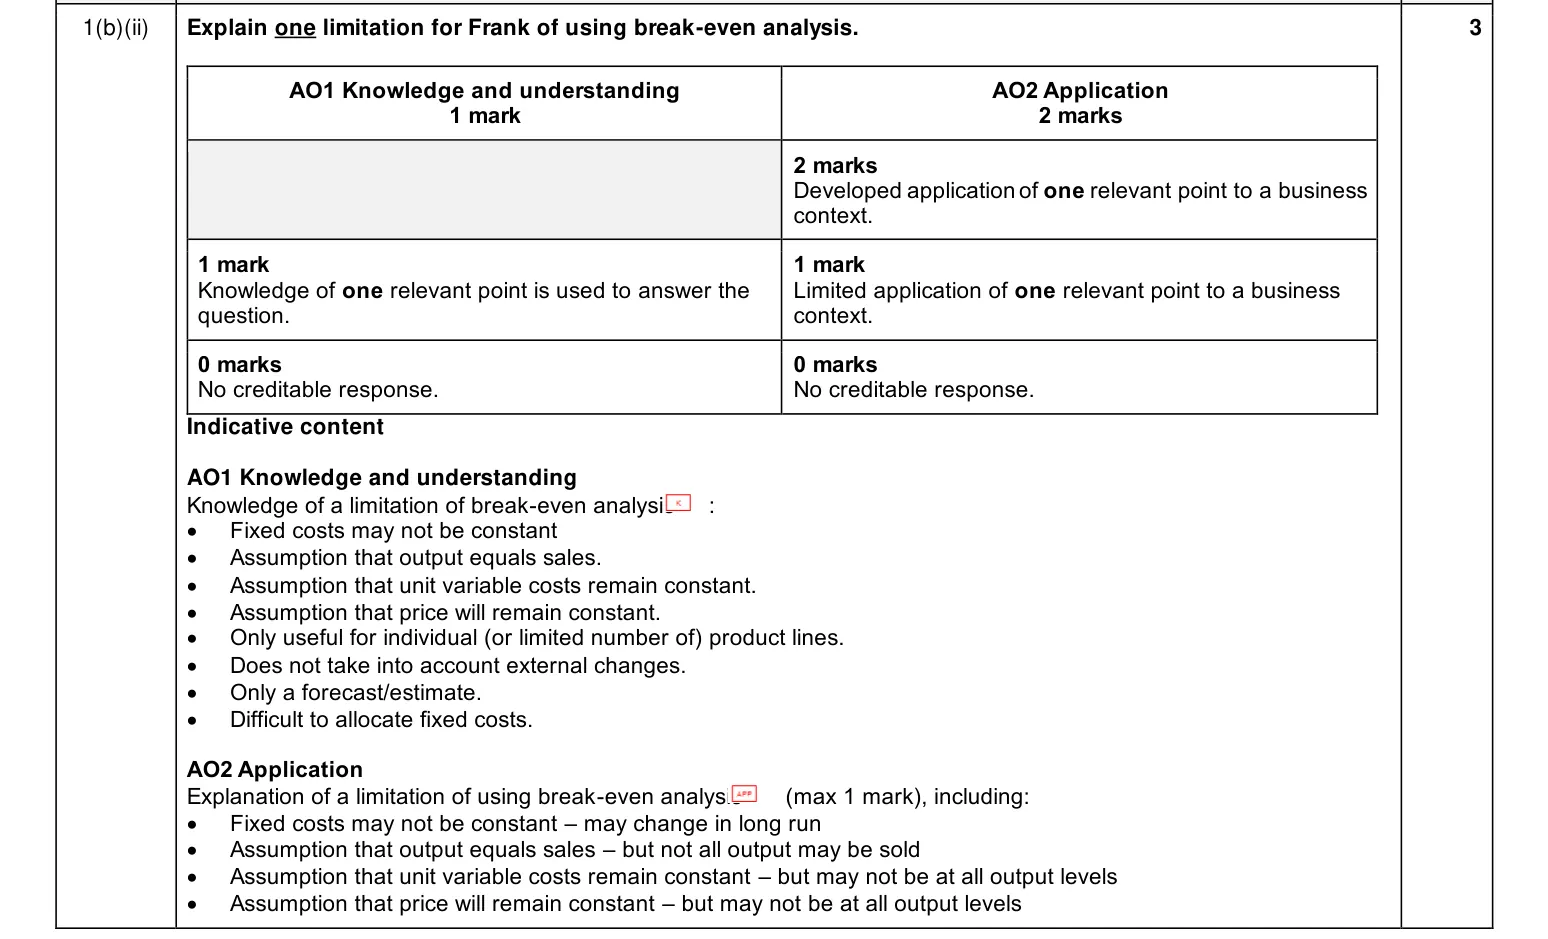 1(b)(ii)
Explain one limitation for Frank of using break-even analysis.
3
AO1 Knowledge and understanding
1 mark
AO2 Application
2 marks
2 marks
Developed application of one relevant point to a business
context.
1 mark
Knowledge of one relevant point is used to answer the
question.
1 mark
Limited application of one relevant point to a business
context.
0 marks
No creditable response.
0 marks
No creditable response.
Indicative content
AO1 Knowledge and understanding
Knowledge of a limitation of break-even analysi K :
• Fixed costs may not be constant
• Assumption that output equals sales.
• Assumption that unit variable costs remain constant.
• Assumption that price will remain constant.
• Only useful for individual (or limited number of) product lines.
• Does not take into account external changes.
• Only a forecast/estimate.
• Difficult to allocate fixed costs.
AO2 Application
Explanation of a limitation of using break-even analys APP (max 1 mark), including:
• Fixed costs may not be constant – may change in long run
• Assumption that output equals sales – but not all output may be sold
• Assumption that unit variable costs remain constant – but may not be at all output levels
• Assumption that price will remain constant – but may not be at all output levels